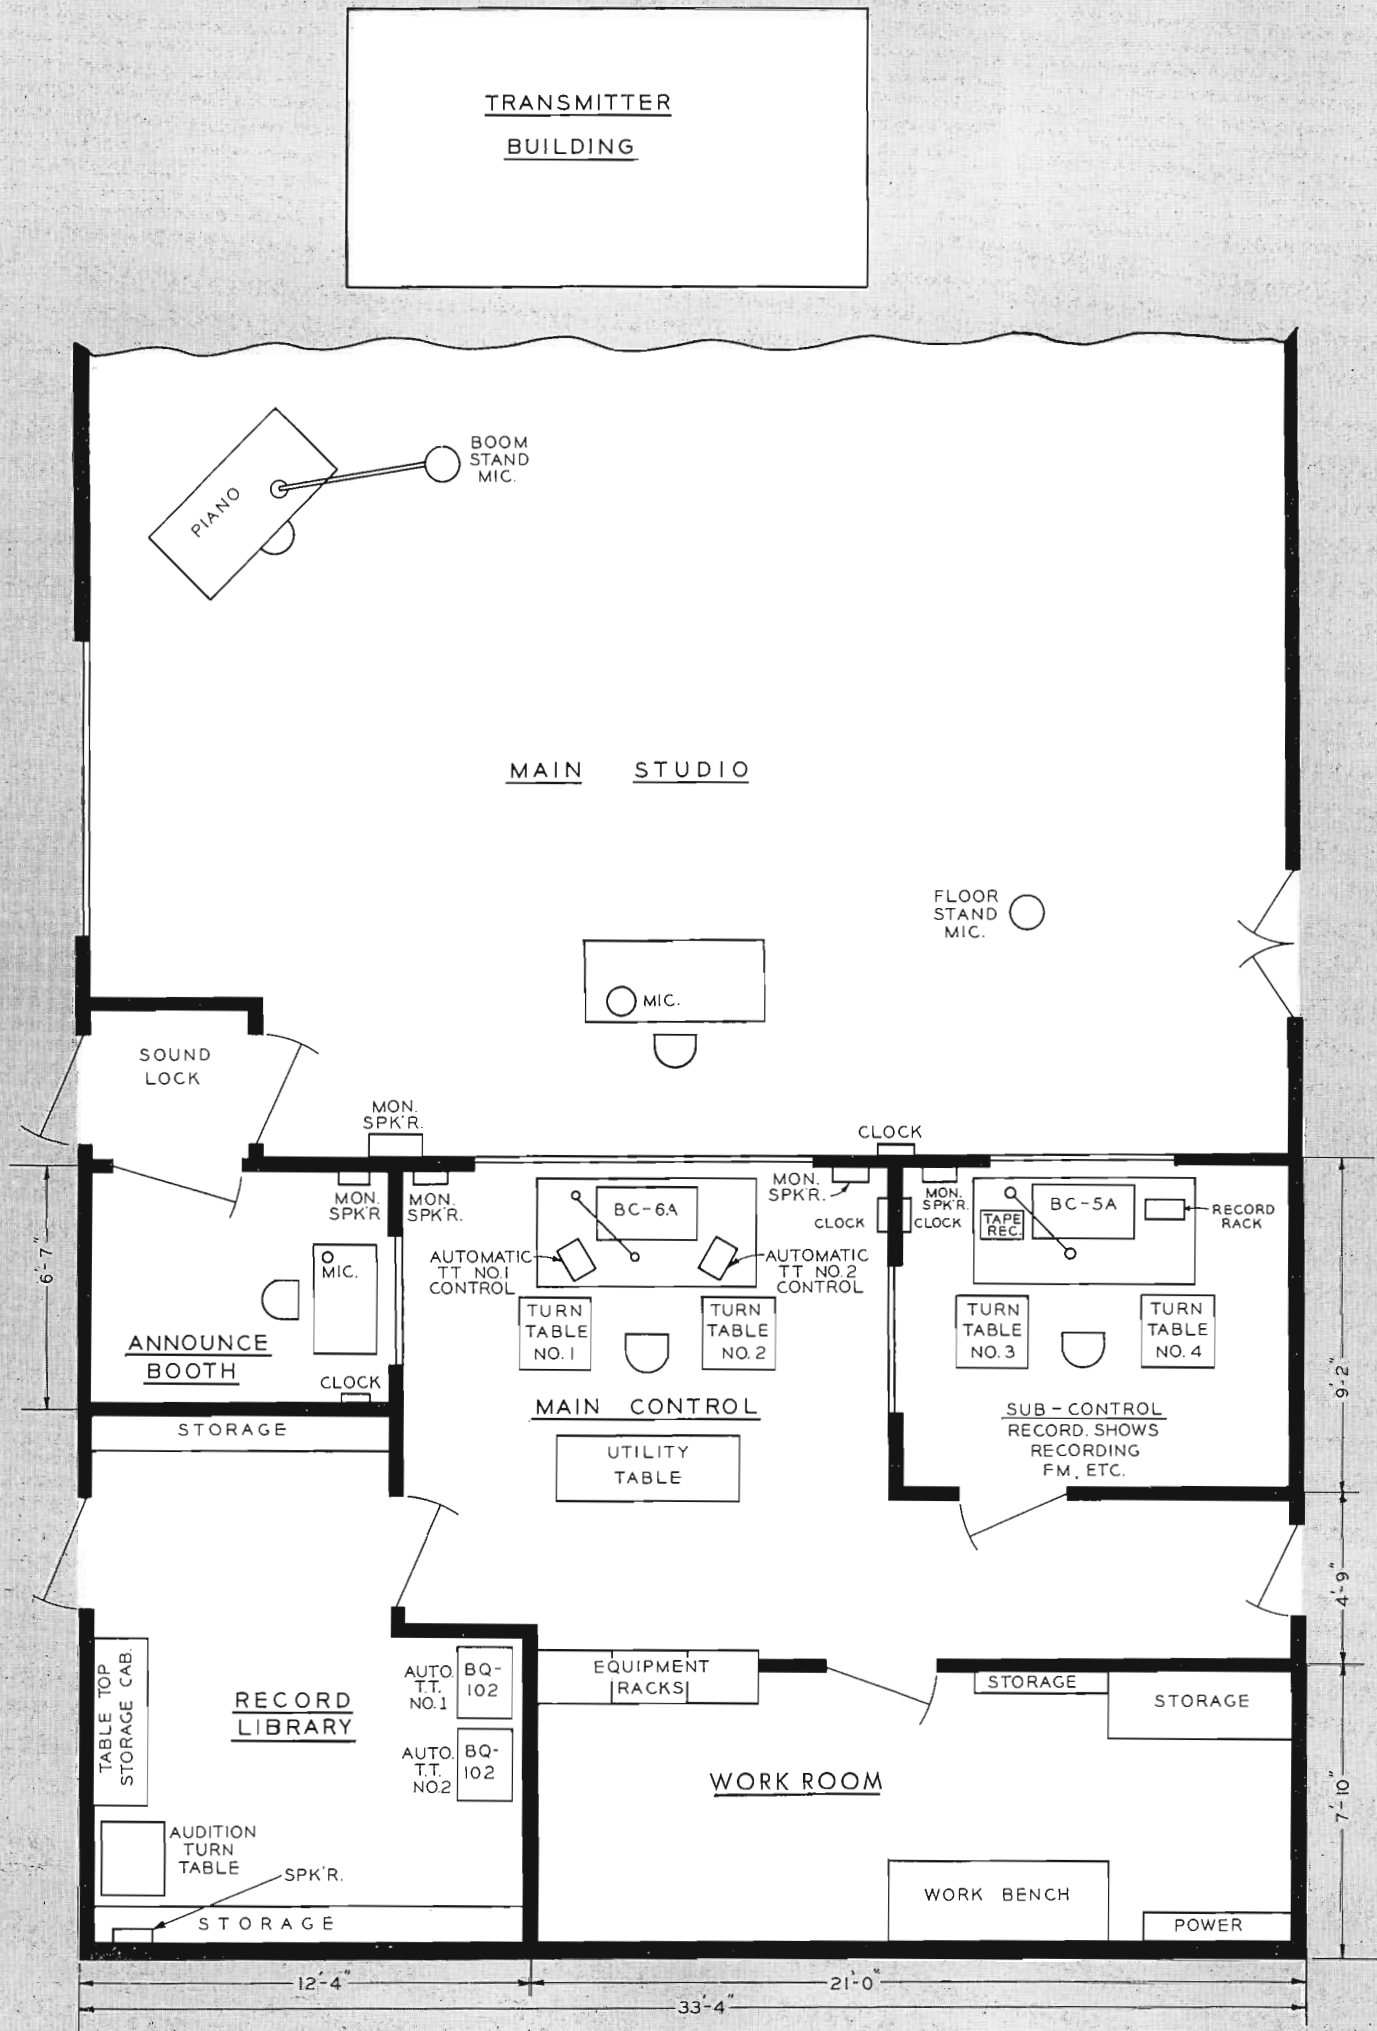 TRANSMITTER
BUILDING
BOOM
STAND
MIC.
PIANO
MAIN STUDIO
FLOOR
STAND
MIC.
MIC.
SOUND
LOCK
MON.
SPK'R.
CLOCK
MON.
SPK'R
MON.
SPK'R.
BC-6A
MON.
SPK'R.
CLOCK
MON.
SPK'R.
CLOCK
TAPE
REC.
BC-5A
RECORD
RACK
AUTOMATIC
TT NO.1
CONTROL
AUTOMATIC
TT NO.2
CONTROL
MIC.
6'-7"
ANNOUNCE
BOOTH
CLOCK
TURN
TABLE
NO.1
TURN
TABLE
NO.2
TURN
TABLE
NO.3
TURN
TABLE
NO.4
9'-2"
MAIN CONTROL
SUB-CONTROL
RECORD. SHOWS
RECORDING
FM, ETC.
STORAGE
UTILITY
TABLE
4'-9"
TABLE TOP
STORAGE CAB.
RECORD
LIBRARY
AUTO.
T.T.
NO.1
BQ-
102
AUTO.
T.T.
NO.2
BQ-
102
EQUIPMENT
RACKS
STORAGE
STORAGE
WORK ROOM
7'-10"
AUDITION
TURN
TABLE
SPK'R.
STORAGE
WORK BENCH
POWER
12'-4"
21'-0"
33'-4"